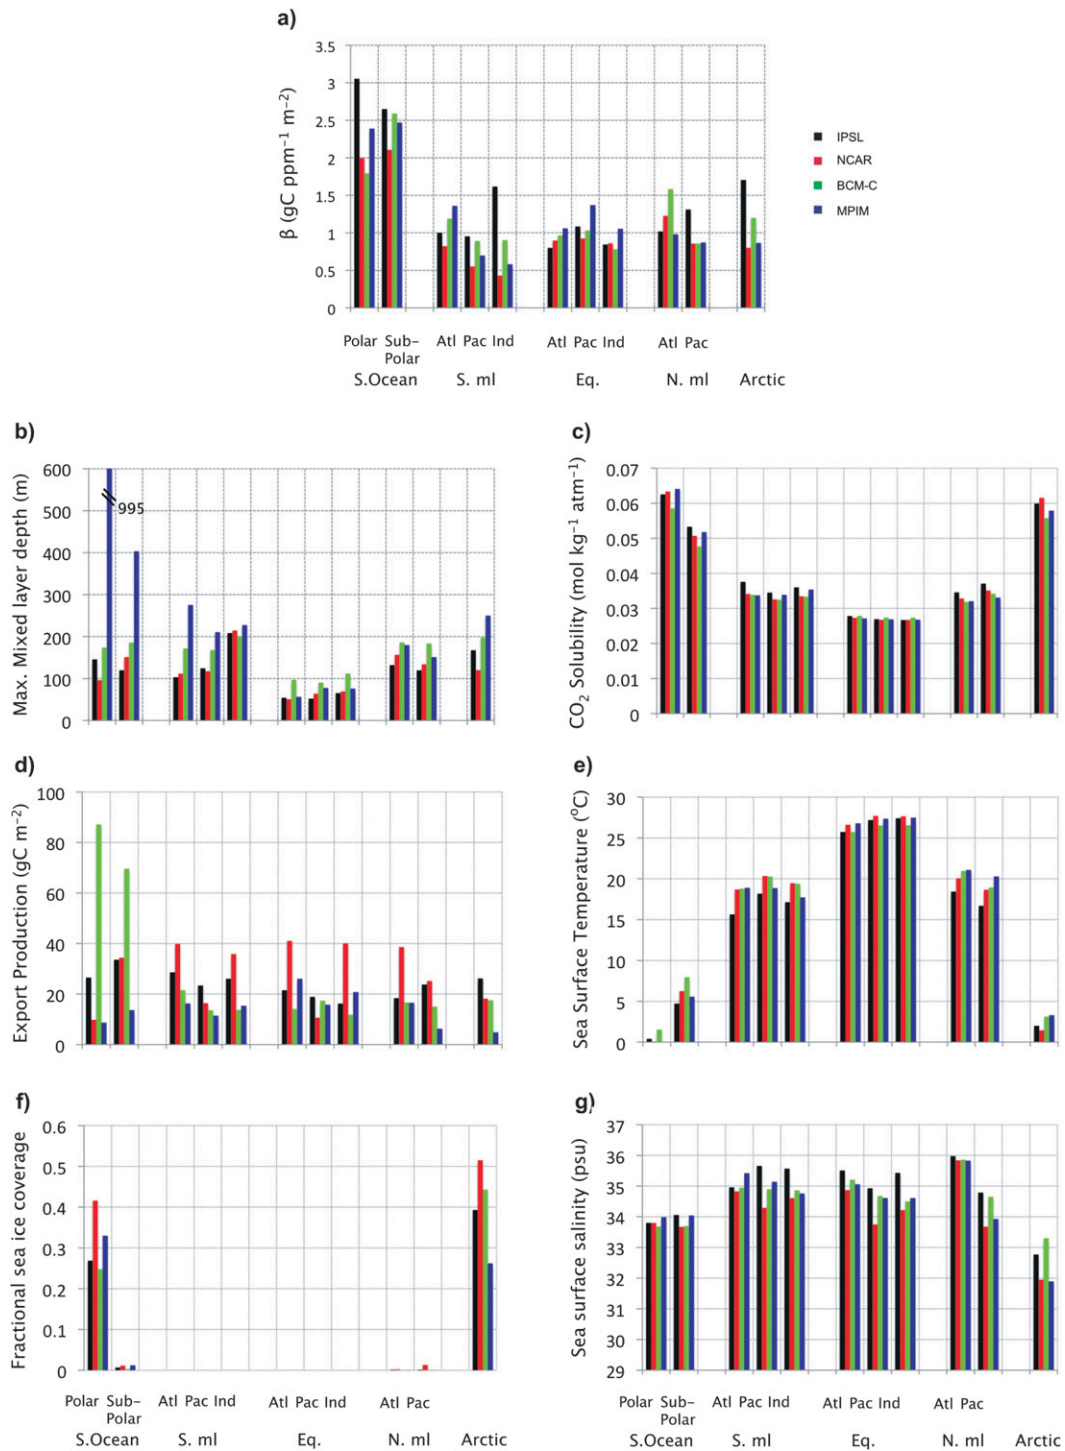 a)
β (gC ppm⁻¹ m⁻²)
3.5
3
2.5
2
1.5
1
0.5
0
IPSL
NCAR
BCM-C
MPIM
Polar Sub-Polar
Atl Pac Ind
Atl Pac Ind
Atl Pac
S.Ocean
S. ml
Eq.
N. ml
Arctic
b)
Max. Mixed layer depth (m)
600
500
400
300
200
100
0
995
c)
CO₂ Solubility (mol kg⁻¹ atm⁻¹)
0.07
0.06
0.05
0.04
0.03
0.02
0.01
0
d)
Export Production (gC m⁻²)
100
80
60
40
20
0
e)
Sea Surface Temperature (⁰C)
30
25
20
15
10
5
0
f)
Fractional sea ice coverage
0.6
0.5
0.4
0.3
0.2
0.1
0
Polar Sub-Polar
Atl Pac Ind
Atl Pac Ind
Atl Pac
S.Ocean
S. ml
Eq.
N. ml
Arctic
g)
Sea surface salinity (psu)
37
36
35
34
33
32
31
30
29
Polar Sub-Polar
Atl Pac Ind
Atl Pac Ind
Atl Pac
S.Ocean
S. ml
Eq.
N. ml
Arctic